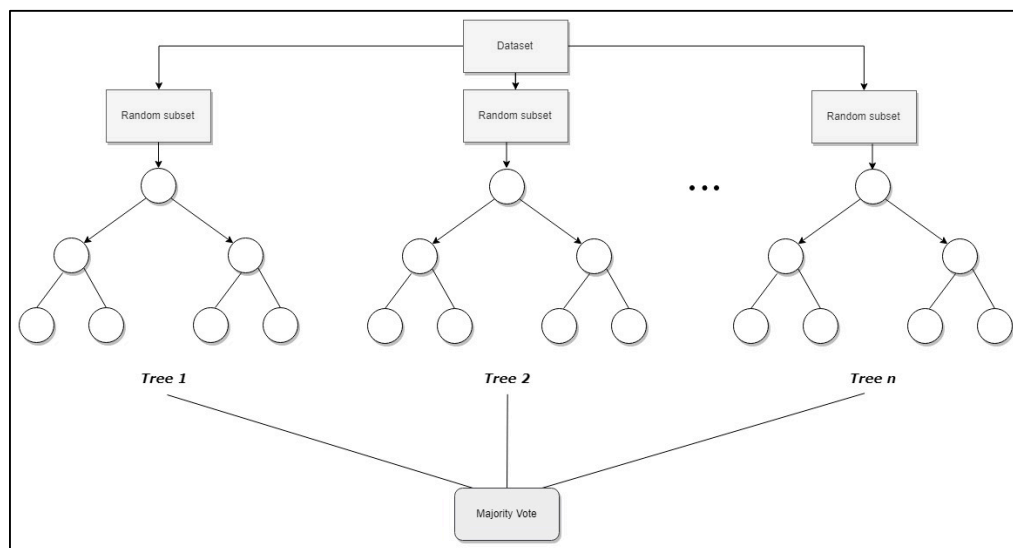 Dataset
Random subset
Random subset
Random subset
...
Tree 1
Tree 2
Tree n
Majority Vote